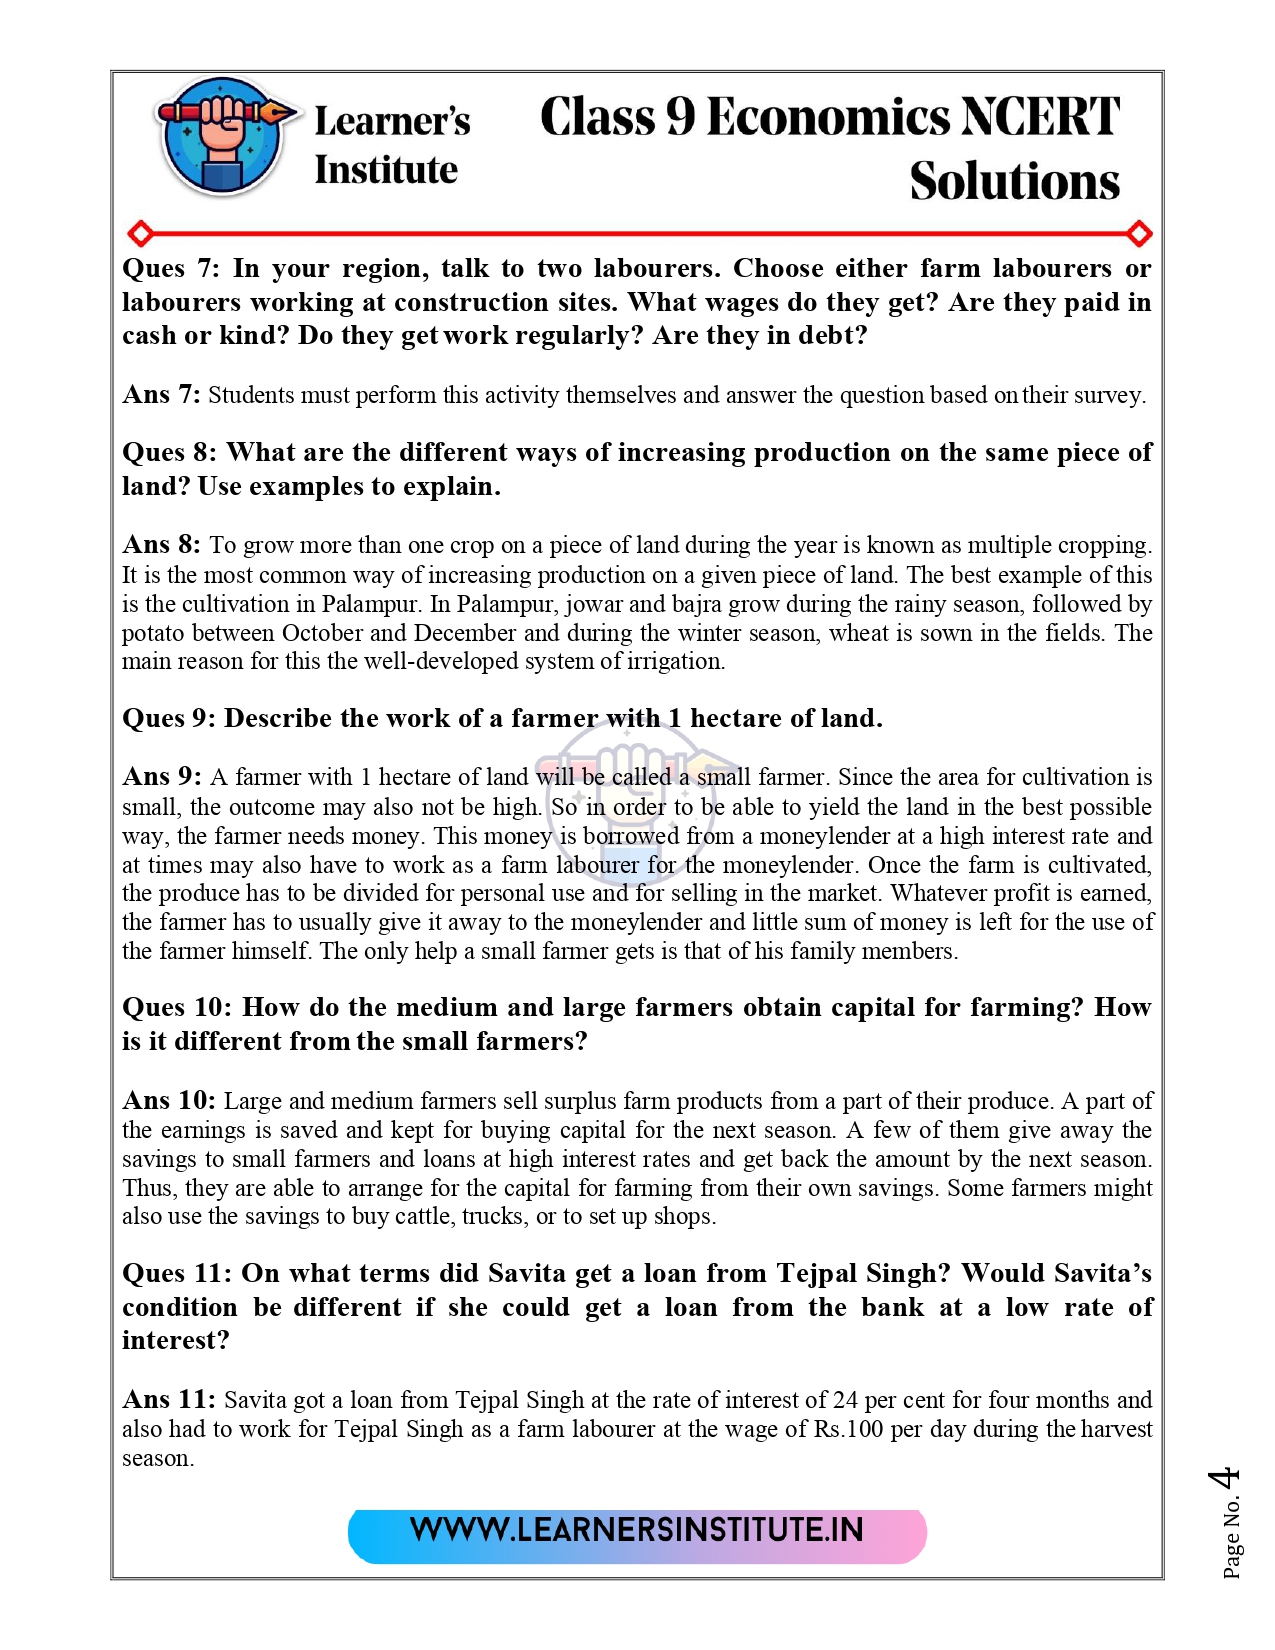 Learner's
Institute
Class 9 Economics NCERT
Solutions
Ques 7: In your region, talk to two labourers. Choose either farm labourers or
labourers working at construction sites. What wages do they get? Are they paid in
cash or kind? Do they get work regularly? Are they in debt?
Ans 7: Students must perform this activity themselves and answer the question based on their survey.
Ques 8: What are the different ways of increasing production on the same piece of
land? Use examples to explain.
Ans 8: To grow more than one crop on a piece of land during the year is known as multiple cropping.
It is the most common way of increasing production on a given piece of land. The best example of this
is the cultivation in Palampur. In Palampur, jowar and bajra grow during the rainy season, followed by
potato between October and December and during the winter season, wheat is sown in the fields. The
main reason for this the well-developed system of irrigation.
Ques 9: Describe the work of a farmer with 1 hectare of land.
Ans 9: A farmer with 1 hectare of land will be called a small farmer. Since the area for cultivation is
small, the outcome may also not be high. So in order to be able to yield the land in the best possible
way, the farmer needs money. This money is borrowed from a moneylender at a high interest rate and
at times may also have to work as a farm labourer for the moneylender. Once the farm is cultivated,
the produce has to be divided for personal use and for selling in the market. Whatever profit is earned,
the farmer has to usually give it away to the moneylender and little sum of money is left for the use of
the farmer himself. The only help a small farmer gets is that of his family members.
Ques 10: How do the medium and large farmers obtain capital for farming? How
is it different from the small farmers?
Ans 10: Large and medium farmers sell surplus farm products from a part of their produce. A part of
the earnings is saved and kept for buying capital for the next season. A few of them give away the
savings to small farmers and loans at high interest rates and get back the amount by the next season.
Thus, they are able to arrange for the capital for farming from their own savings. Some farmers might
also use the savings to buy cattle, trucks, or to set up shops.
Ques 11: On what terms did Savita get a loan from Tejpal Singh? Would Savita's
condition be different if she could get a loan from the bank at a low rate of
interest?
Ans 11: Savita got a loan from Tejpal Singh at the rate of interest of 24 per cent for four months and
also had to work for Tejpal Singh as a farm labourer at the wage of Rs.100 per day during the harvest
season.
WWW.LEARNERSINSTITUTE.IN
Page No. 4